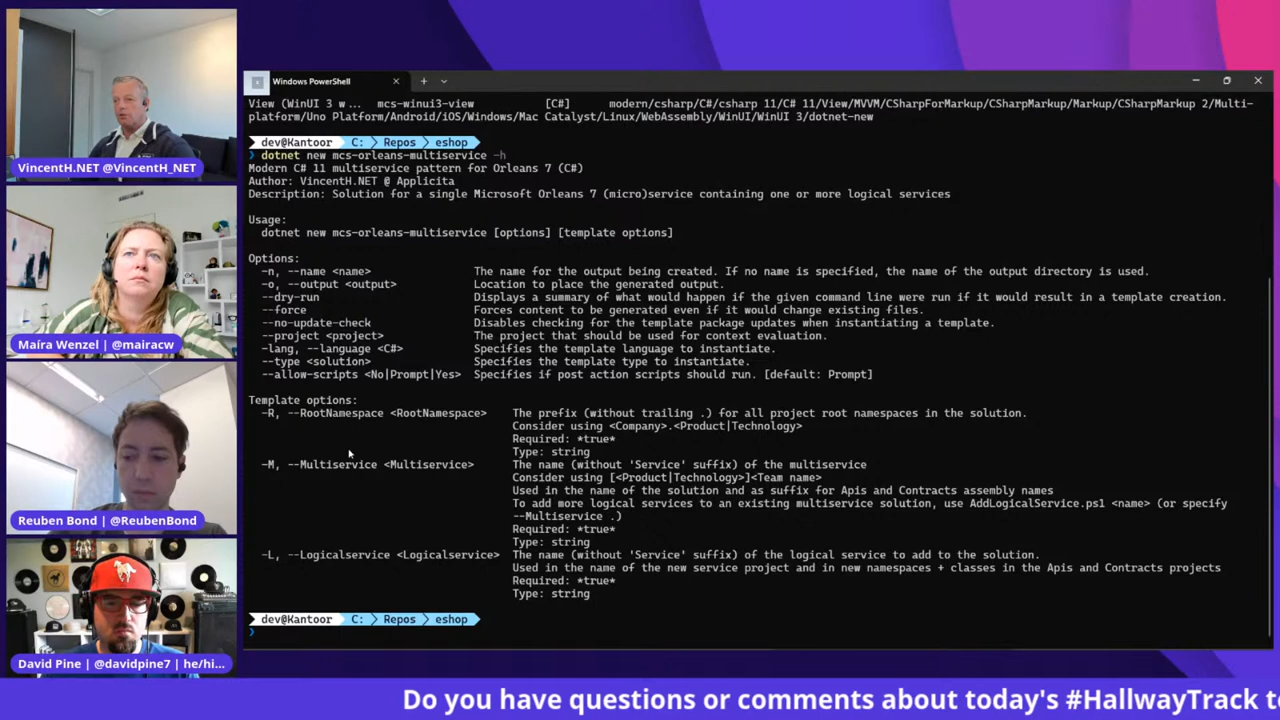 VincentH.NET @VincentH_NET
Maíra Wenzel | @mairacw
Reuben Bond | @ReubenBond
David Pine | @davidpine7 | he/hi...
Windows PowerShell
View (WinUI 3 w... mcs-winui3-view [C#] modern/csharp/C#/csharp 11/C# 11/View/MVVM/CSharpForMarkup/CSharpMarkup/Markup/CSharpMarkup 2/Multi-
platform/Uno Platform/Android/iOS/Windows/Mac Catalyst/Linux/WebAssembly/WinUI/WinUI 3/dotnet-new
dev@Kantoor C: Repos eshop
❯ dotnet new mcs-orleans-multiservice -h
Modern C# 11 multiservice pattern for Orleans 7 (C#)
Author: VincentH.NET @ Applicita
Description: Solution for a single Microsoft Orleans 7 (micro)service containing one or more logical services
Usage:
dotnet new mcs-orleans-multiservice [options] [template options]
Options:
-n, --name <name> The name for the output being created. If no name is specified, the name of the output directory is used.
-o, --output <output> Location to place the generated output.
--dry-run Displays a summary of what would happen if the given command line were run if it would result in a template creation.
--force Forces content to be generated even if it would change existing files.
--no-update-check Disables checking for the template package updates when instantiating a template.
--project <project> The project that should be used for context evaluation.
-lang, --language <C#> Specifies the template language to instantiate.
--type <solution> Specifies the template type to instantiate.
--allow-scripts <No|Prompt|Yes> Specifies if post action scripts should run. [default: Prompt]
Template options:
-R, --RootNamespace <RootNamespace> The prefix (without trailing .) for all project root namespaces in the solution.
Consider using <Company>.<Product|Technology>
Required: *true*
Type: string
-M, --Multiservice <Multiservice> The name (without 'Service' suffix) of the multiservice
Consider using [<Product|Technology>]<Team name>
Used in the name of the solution and as suffix for Apis and Contracts assembly names
To add more logical services to an existing multiservice solution, use AddLogicalService.ps1 <name> (or specify
--Multiservice .)
Required: *true*
Type: string
-L, --Logicalservice <Logicalservice> The name (without 'Service' suffix) of the logical service to add to the solution.
Used in the name of the new service project and in new namespaces + classes in the Apis and Contracts projects
Required: *true*
Type: string
dev@Kantoor C: Repos eshop
❯
Do you have questions or comments about today's #HallwayTrack t